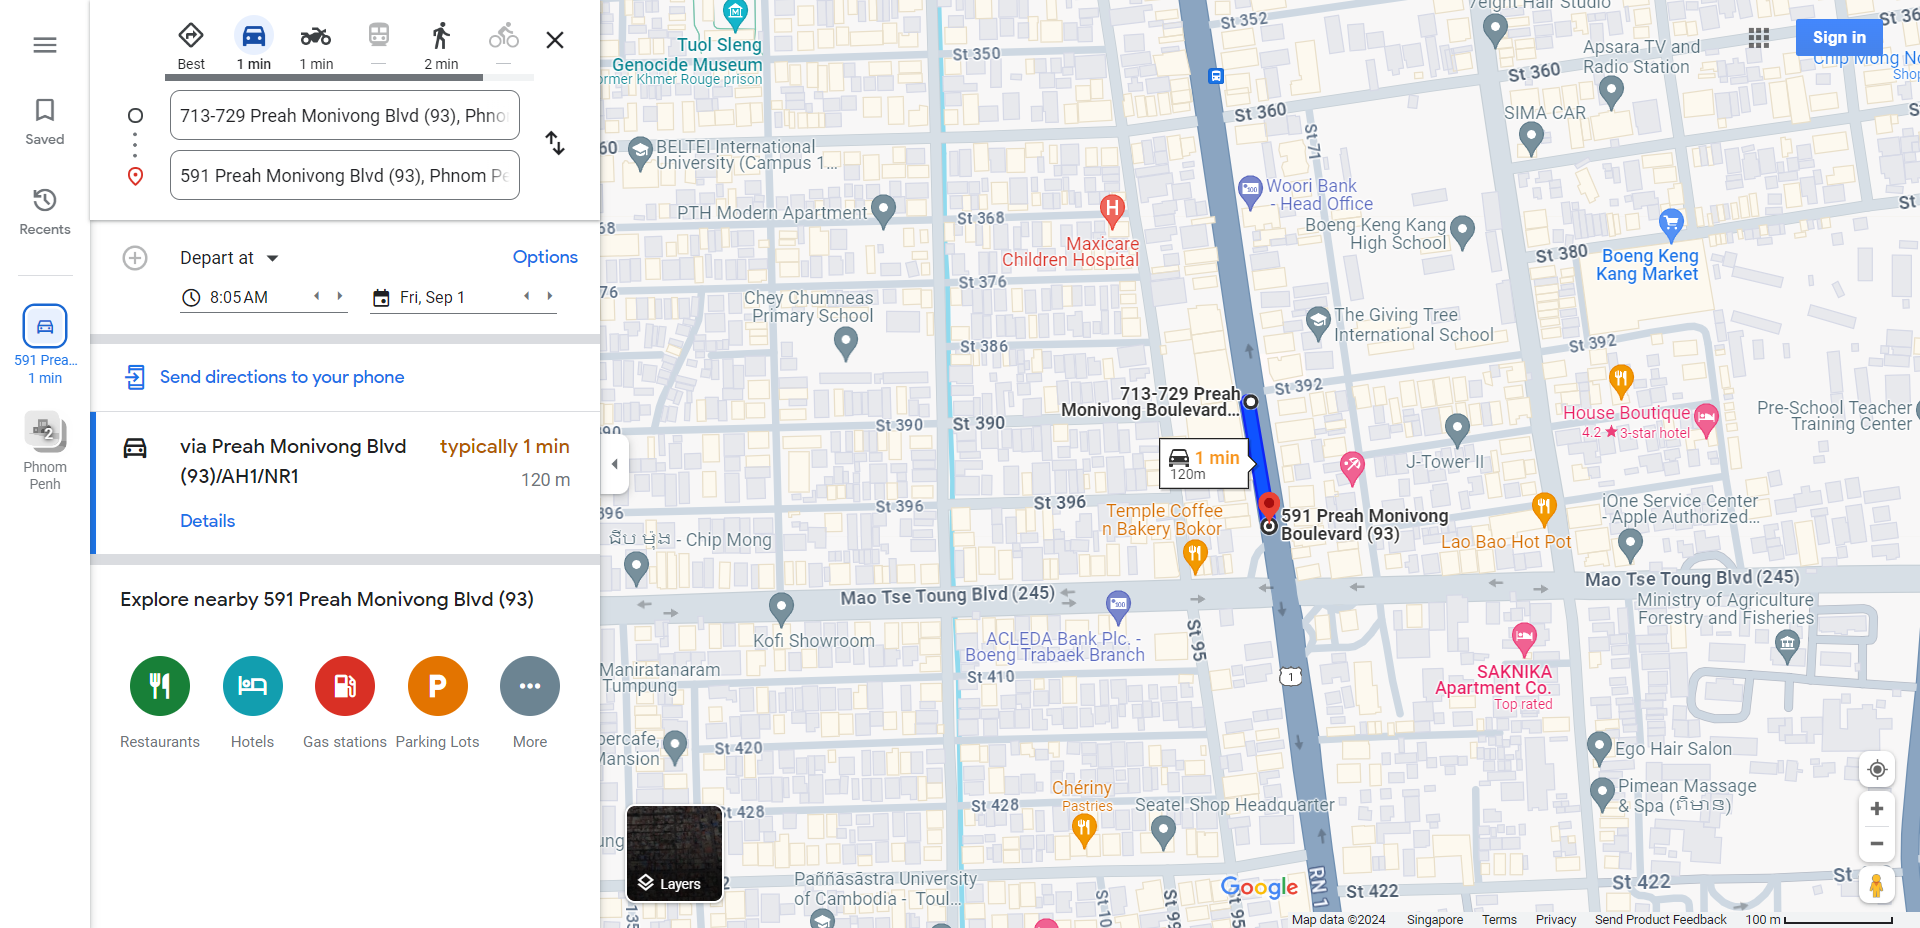 Saved
Recents
591 Prea...
1 min
2
Phnom
Penh
Best
1 min
1 min
—
2 min
—
713-729 Preah Monivong Blvd (93), Phno
591 Preah Monivong Blvd (93), Phnom Pe
Depart at
Options
8:05 AM
Fri, Sep 1
Send directions to your phone
via Preah Monivong Blvd
(93)/AH1/NR1
typically 1 min
120 m
Details
Explore nearby 591 Preah Monivong Blvd (93)
P
Restaurants
Hotels
Gas stations
Parking Lots
More
Sign in
Tuol Sleng
Genocide Museum
rmer Khmer Rouge prison
St 350
St 352
Apsara TV and
Radio Station
St 360
St 360
SIMA CAR
St 71
60
BELTEI International
University (Campus 1...
Woori Bank
- Head Office
PTH Modern Apartment
68
St 368
H
Maxicare
Children Hospital
Boeng Keng Kang
High School
St 380
Boeng Keng
Kang Market
St
St 376
76
Chey Chumneas
Primary School
The Giving Tree
International School
St 386
St 392
St 392
713-729 Preah
Monivong Boulevard...
House Boutique
4.2 ★ 3-star hotel
Pre-School Teacher
Training Center
St 390
St 390
1 min
120m
J-Tower II
St 396
St 396
396
Temple Coffee
n Bakery Bokor
591 Preah Monivong
Boulevard (93)
iOne Service Center
- Apple Authorized...
Lao Bao Hot Pot
ជីប ម៉ុង - Chip Mong
Mao Tse Toung Blvd (245)
Mao Tse Toung Blvd (245)
Ministry of Agriculture
Forestry and Fisheries
Kofi Showroom
ACLEDA Bank Plc. -
Boeng Trabaek Branch
St 95
Maniratanaram
Tumpung
St 410
1
SAKNIKA
Apartment Co.
Top rated
St 420
Ego Hair Salon
Pimean Massage
& Spa (ពិមាន)
Chériny
Pastries
Seatel Shop Headquarter
St 428
St 428
Layers
Paññāsāstra University
of Cambodia - Toul...
Google
RN 1
St 422
St 422
St
135
St 95
Map data ©2024
Singapore
Terms
Privacy
Send Product Feedback
100 m